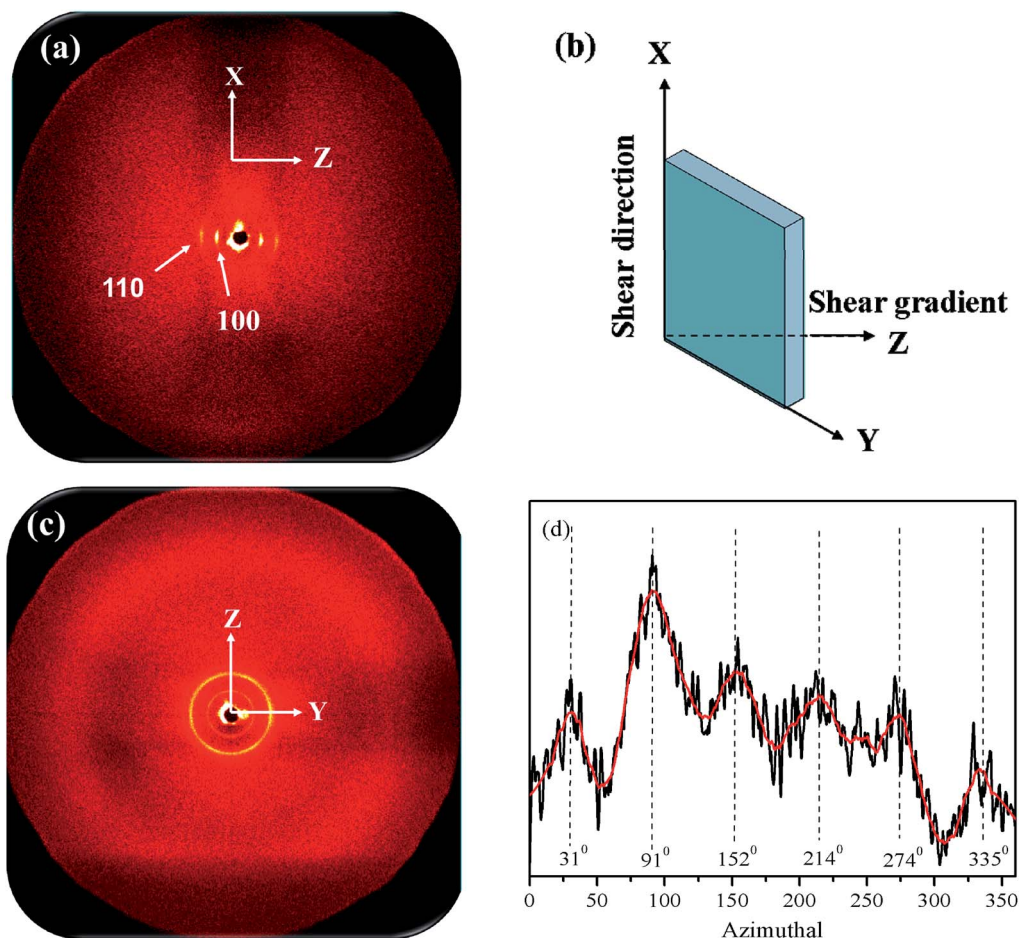 (a)
X
Z
110
100
(b)
X
Shear direction
Shear gradient
Z
Y
(c)
Z
Y
(d)
31⁰ 91⁰ 152⁰ 214⁰ 274⁰ 335⁰
0 50 100 150 200 250 300 350
Azimuthal